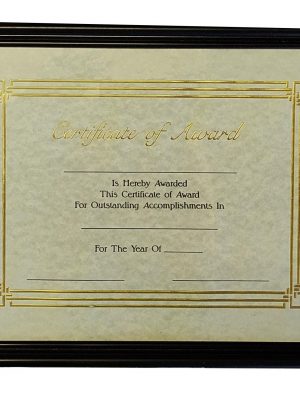 Certificate of Award
Is Hereby Awarded
This Certificate of Award
For Outstanding Accomplishments In
For The Year Of